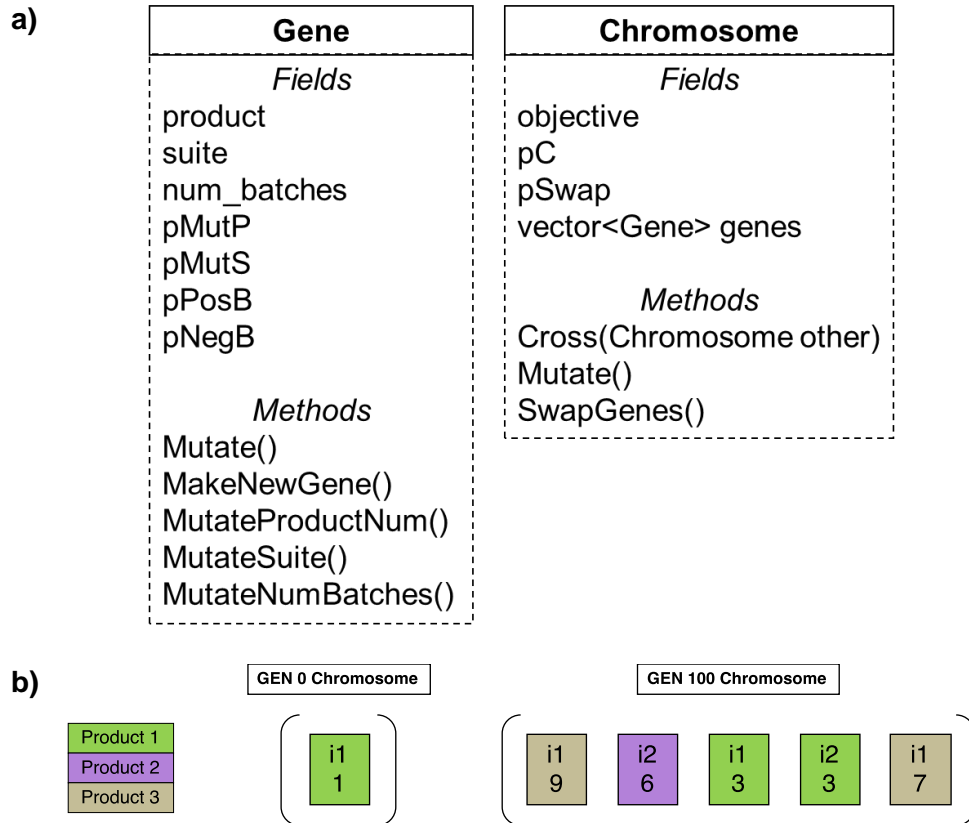 a)
Gene
Fields
product
suite
num_batches
pMutP
pMutS
pPosB
pNegB
Methods
Mutate()
MakeNewGene()
MutateProductNum()
MutateSuite()
MutateNumBatches()
Chromosome
Fields
objective
pC
pSwap
vector<Gene> genes
Methods
Cross(Chromosome other)
Mutate()
SwapGenes()
b)
Product 1
Product 2
Product 3
GEN 0 Chromosome
i1
1
GEN 100 Chromosome
i1
9
i2
6
i1
3
i2
3
i1
7